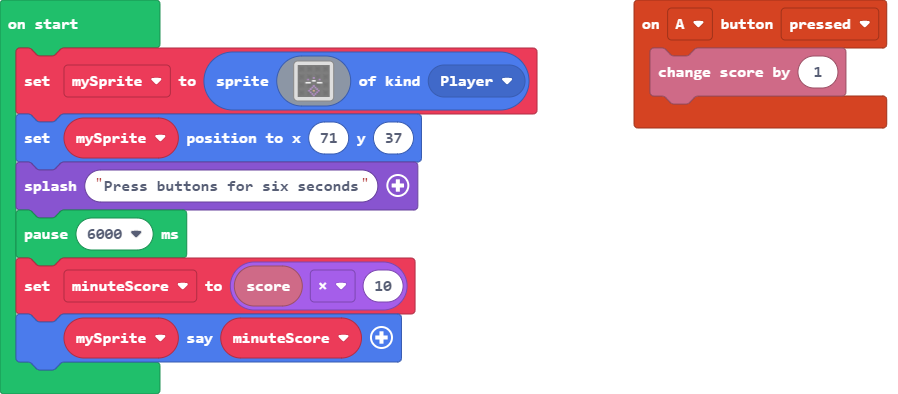 on start
set mySprite to sprite of kind Player
set mySprite position to x 71 y 37
splash "Press buttons for six seconds"
pause 6000 ms
set minuteScore to score × 10
mySprite say minuteScore
on A button pressed
change score by 1